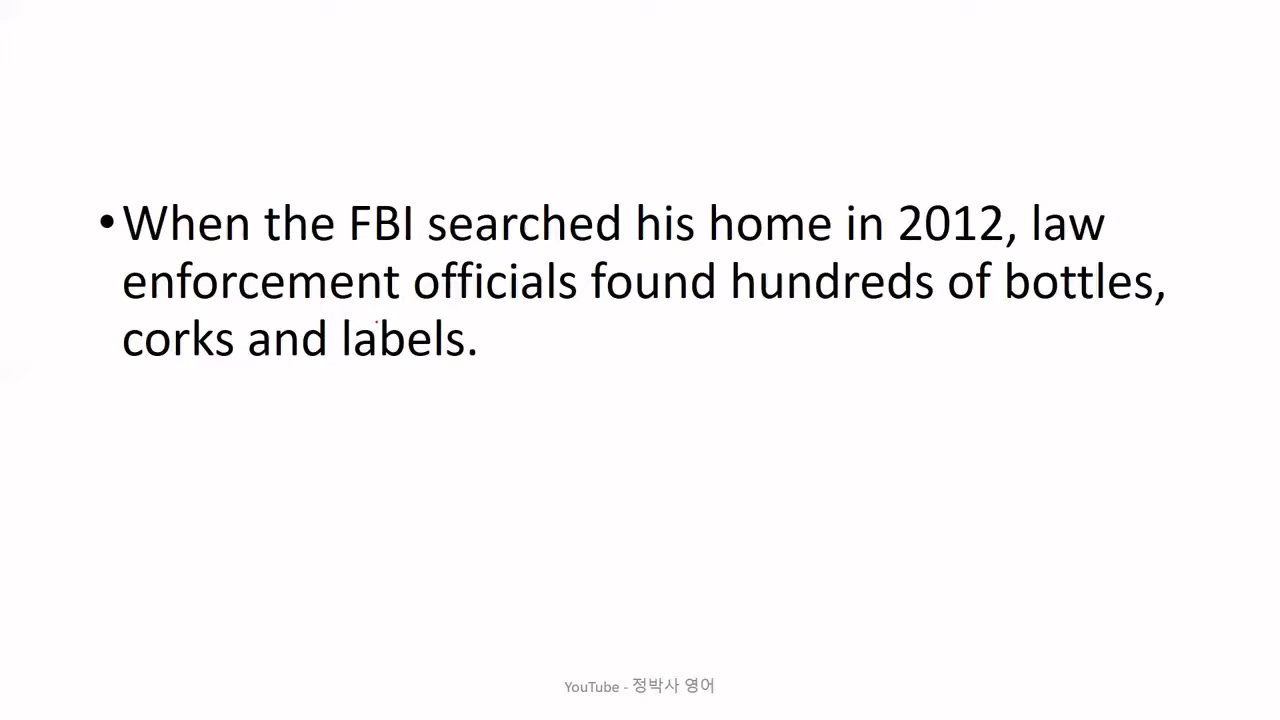 •When the FBI searched his home in 2012, law
enforcement officials found hundreds of bottles,
corks and labels.
YouTube - 정박사 영어